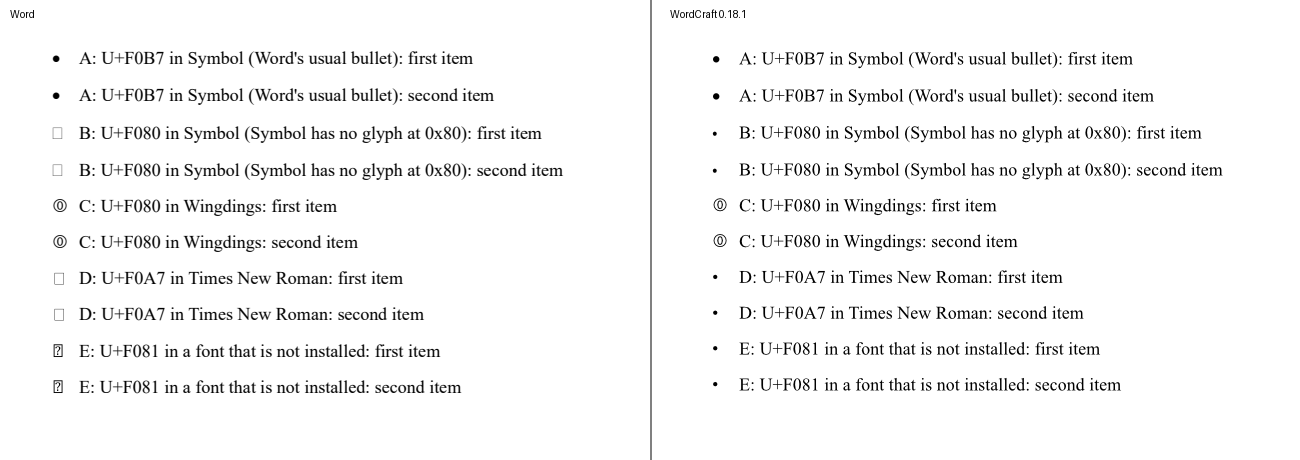 Word
• A: U+F0B7 in Symbol (Word's usual bullet): first item
• A: U+F0B7 in Symbol (Word's usual bullet): second item
□ B: U+F080 in Symbol (Symbol has no glyph at 0x80): first item
□ B: U+F080 in Symbol (Symbol has no glyph at 0x80): second item
⓪ C: U+F080 in Wingdings: first item
⓪ C: U+F080 in Wingdings: second item
□ D: U+F0A7 in Times New Roman: first item
□ D: U+F0A7 in Times New Roman: second item
⍰ E: U+F081 in a font that is not installed: first item
⍰ E: U+F081 in a font that is not installed: second item
WordCraft 0.18.1
• A: U+F0B7 in Symbol (Word's usual bullet): first item
• A: U+F0B7 in Symbol (Word's usual bullet): second item
• B: U+F080 in Symbol (Symbol has no glyph at 0x80): first item
• B: U+F080 in Symbol (Symbol has no glyph at 0x80): second item
⓪ C: U+F080 in Wingdings: first item
⓪ C: U+F080 in Wingdings: second item
• D: U+F0A7 in Times New Roman: first item
• D: U+F0A7 in Times New Roman: second item
• E: U+F081 in a font that is not installed: first item
• E: U+F081 in a font that is not installed: second item